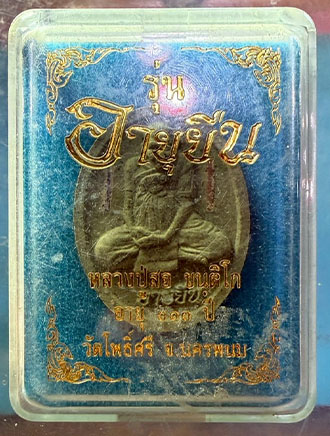 รุ่น
อายุยืน
หลวงปู่สอ ขนฺติโก
อายุ ๑๑๓ ปี
วัดโพธิ์ศรี จ.นครพนม